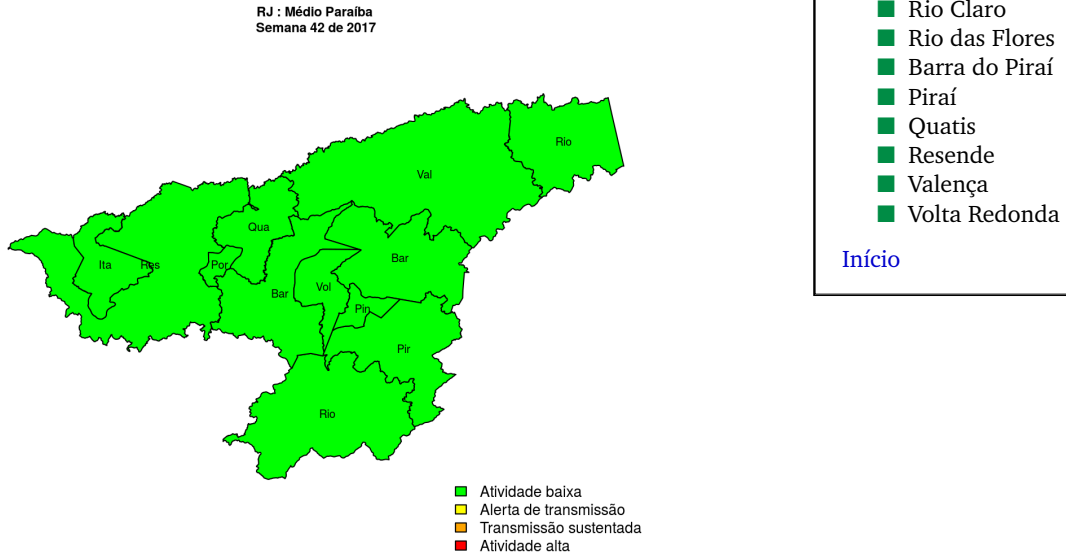 RJ : Médio Paraíba
Semana 42 de 2017
Rio
Val
Qua
Ita
Res
Por
Bar
Bar
Vol
Pin
Pir
Rio
Atividade baixa
Alerta de transmissão
Transmissão sustentada
Atividade alta
Rio Claro
Rio das Flores
Barra do Piraí
Piraí
Quatis
Resende
Valença
Volta Redonda
Início